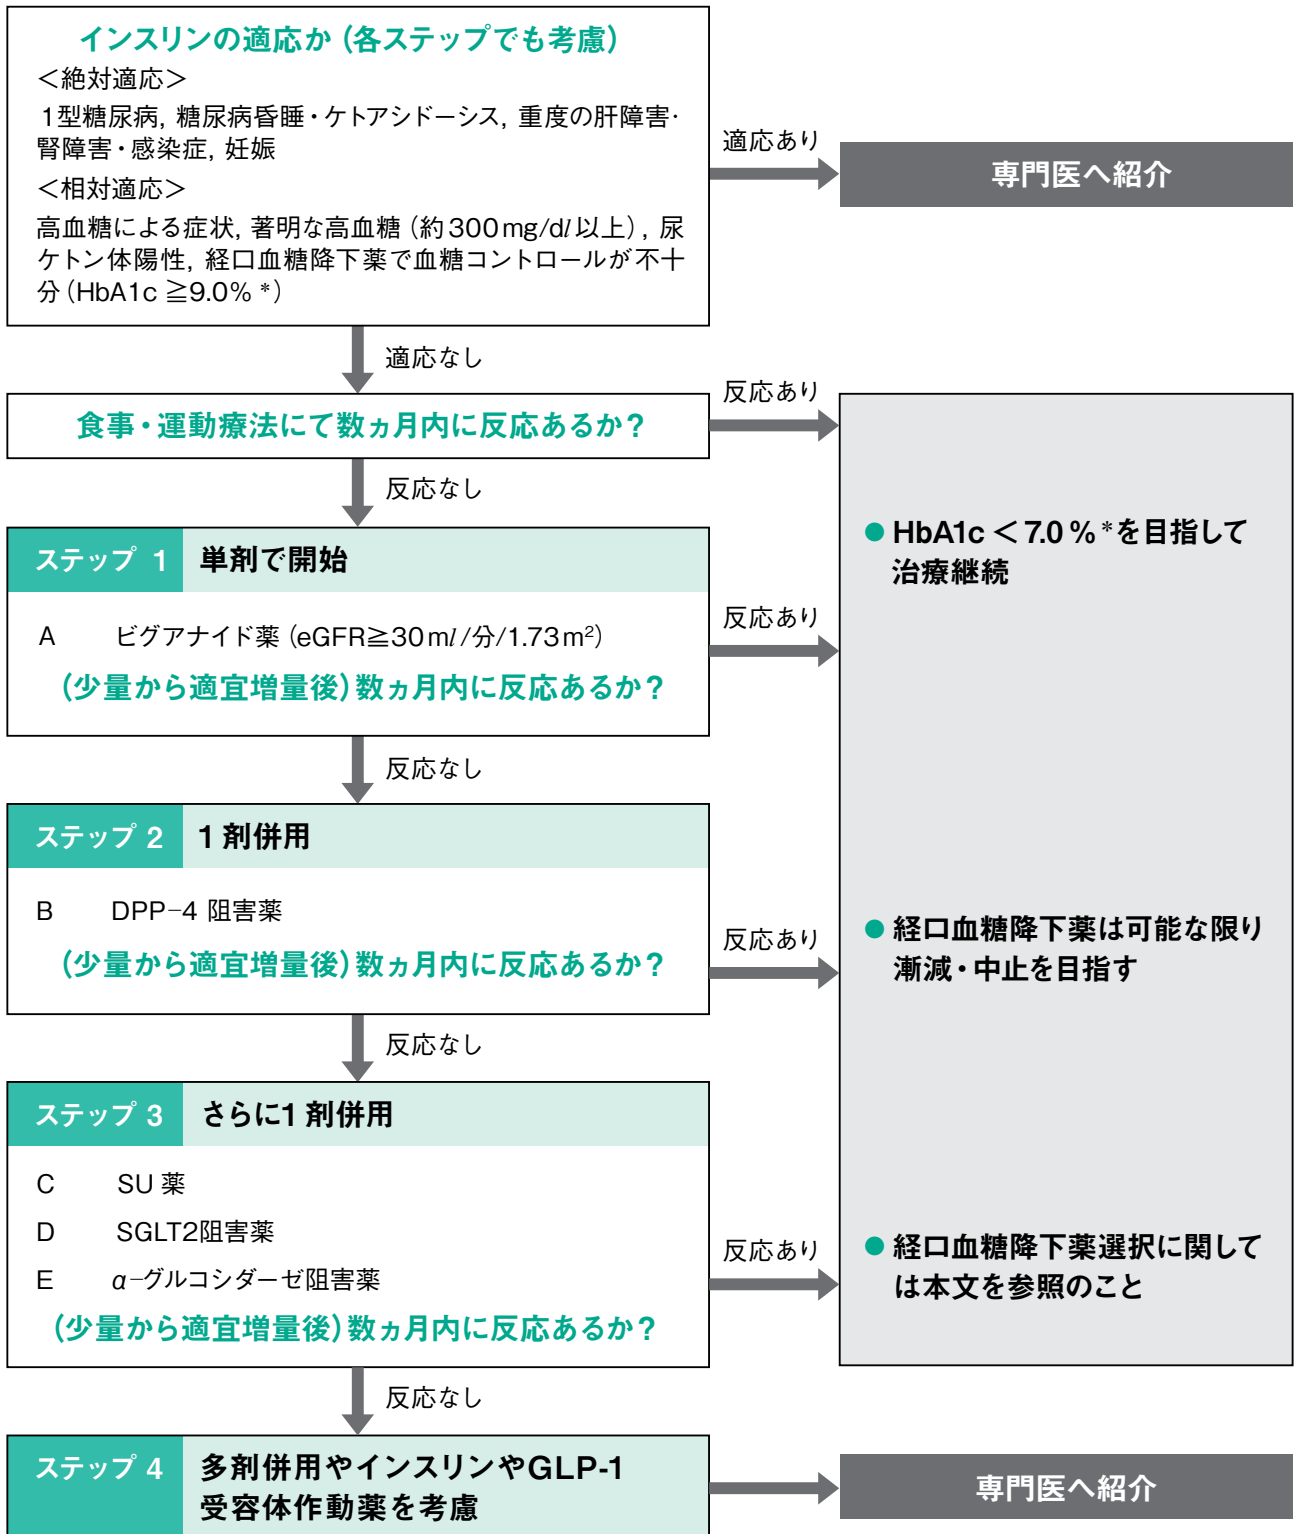 インスリンの適応か（各ステップでも考慮）
＜絶対適応＞
1型糖尿病, 糖尿病昏睡・ケトアシドーシス, 重度の肝障害・
腎障害・感染症, 妊娠
＜相対適応＞
高血糖による症状, 著明な高血糖（約300mg/dl以上）, 尿
ケトン体陽性, 経口血糖降下薬で血糖コントロールが不十
分（HbA1c ≧9.0% *）
適応あり
専門医へ紹介
適応なし
食事・運動療法にて数ヵ月内に反応あるか？
反応あり
反応なし
ステップ 1 単剤で開始
A ビグアナイド薬（eGFR≧30ml/分/1.73m²）
（少量から適宜増量後）数ヵ月内に反応あるか？
反応あり
● HbA1c ＜7.0％*を目指して
治療継続
反応なし
ステップ 2 1剤併用
B DPP-4 阻害薬
（少量から適宜増量後）数ヵ月内に反応あるか？
反応あり
● 経口血糖降下薬は可能な限り
漸減・中止を目指す
反応なし
ステップ 3 さらに1剤併用
C SU薬
D SGLT2阻害薬
E α-グルコシダーゼ阻害薬
（少量から適宜増量後）数ヵ月内に反応あるか？
反応あり
● 経口血糖降下薬選択に関して
は本文を参照のこと
反応なし
ステップ 4 多剤併用やインスリンやGLP-1
受容体作動薬を考慮
専門医へ紹介